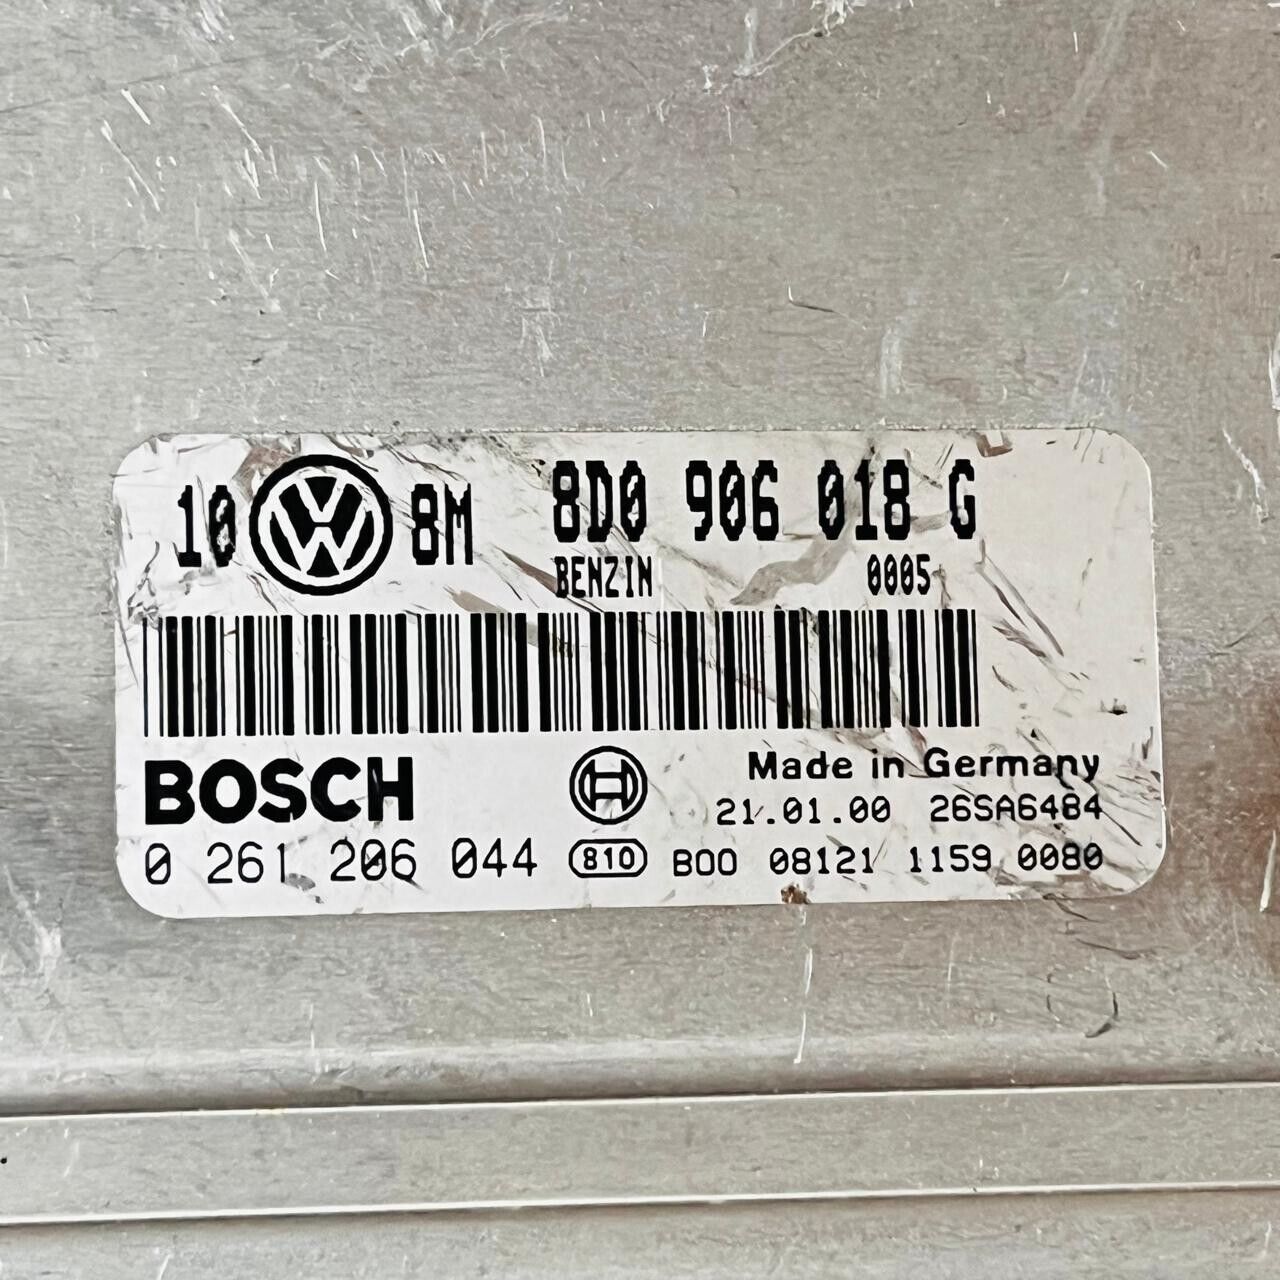 10 VW 8M 8D0 906 018 G
BENZIN 0005
BOSCH H Made in Germany
21.01.00 26SA6484
0 261 206 044 810 B00 08121 1159 0080